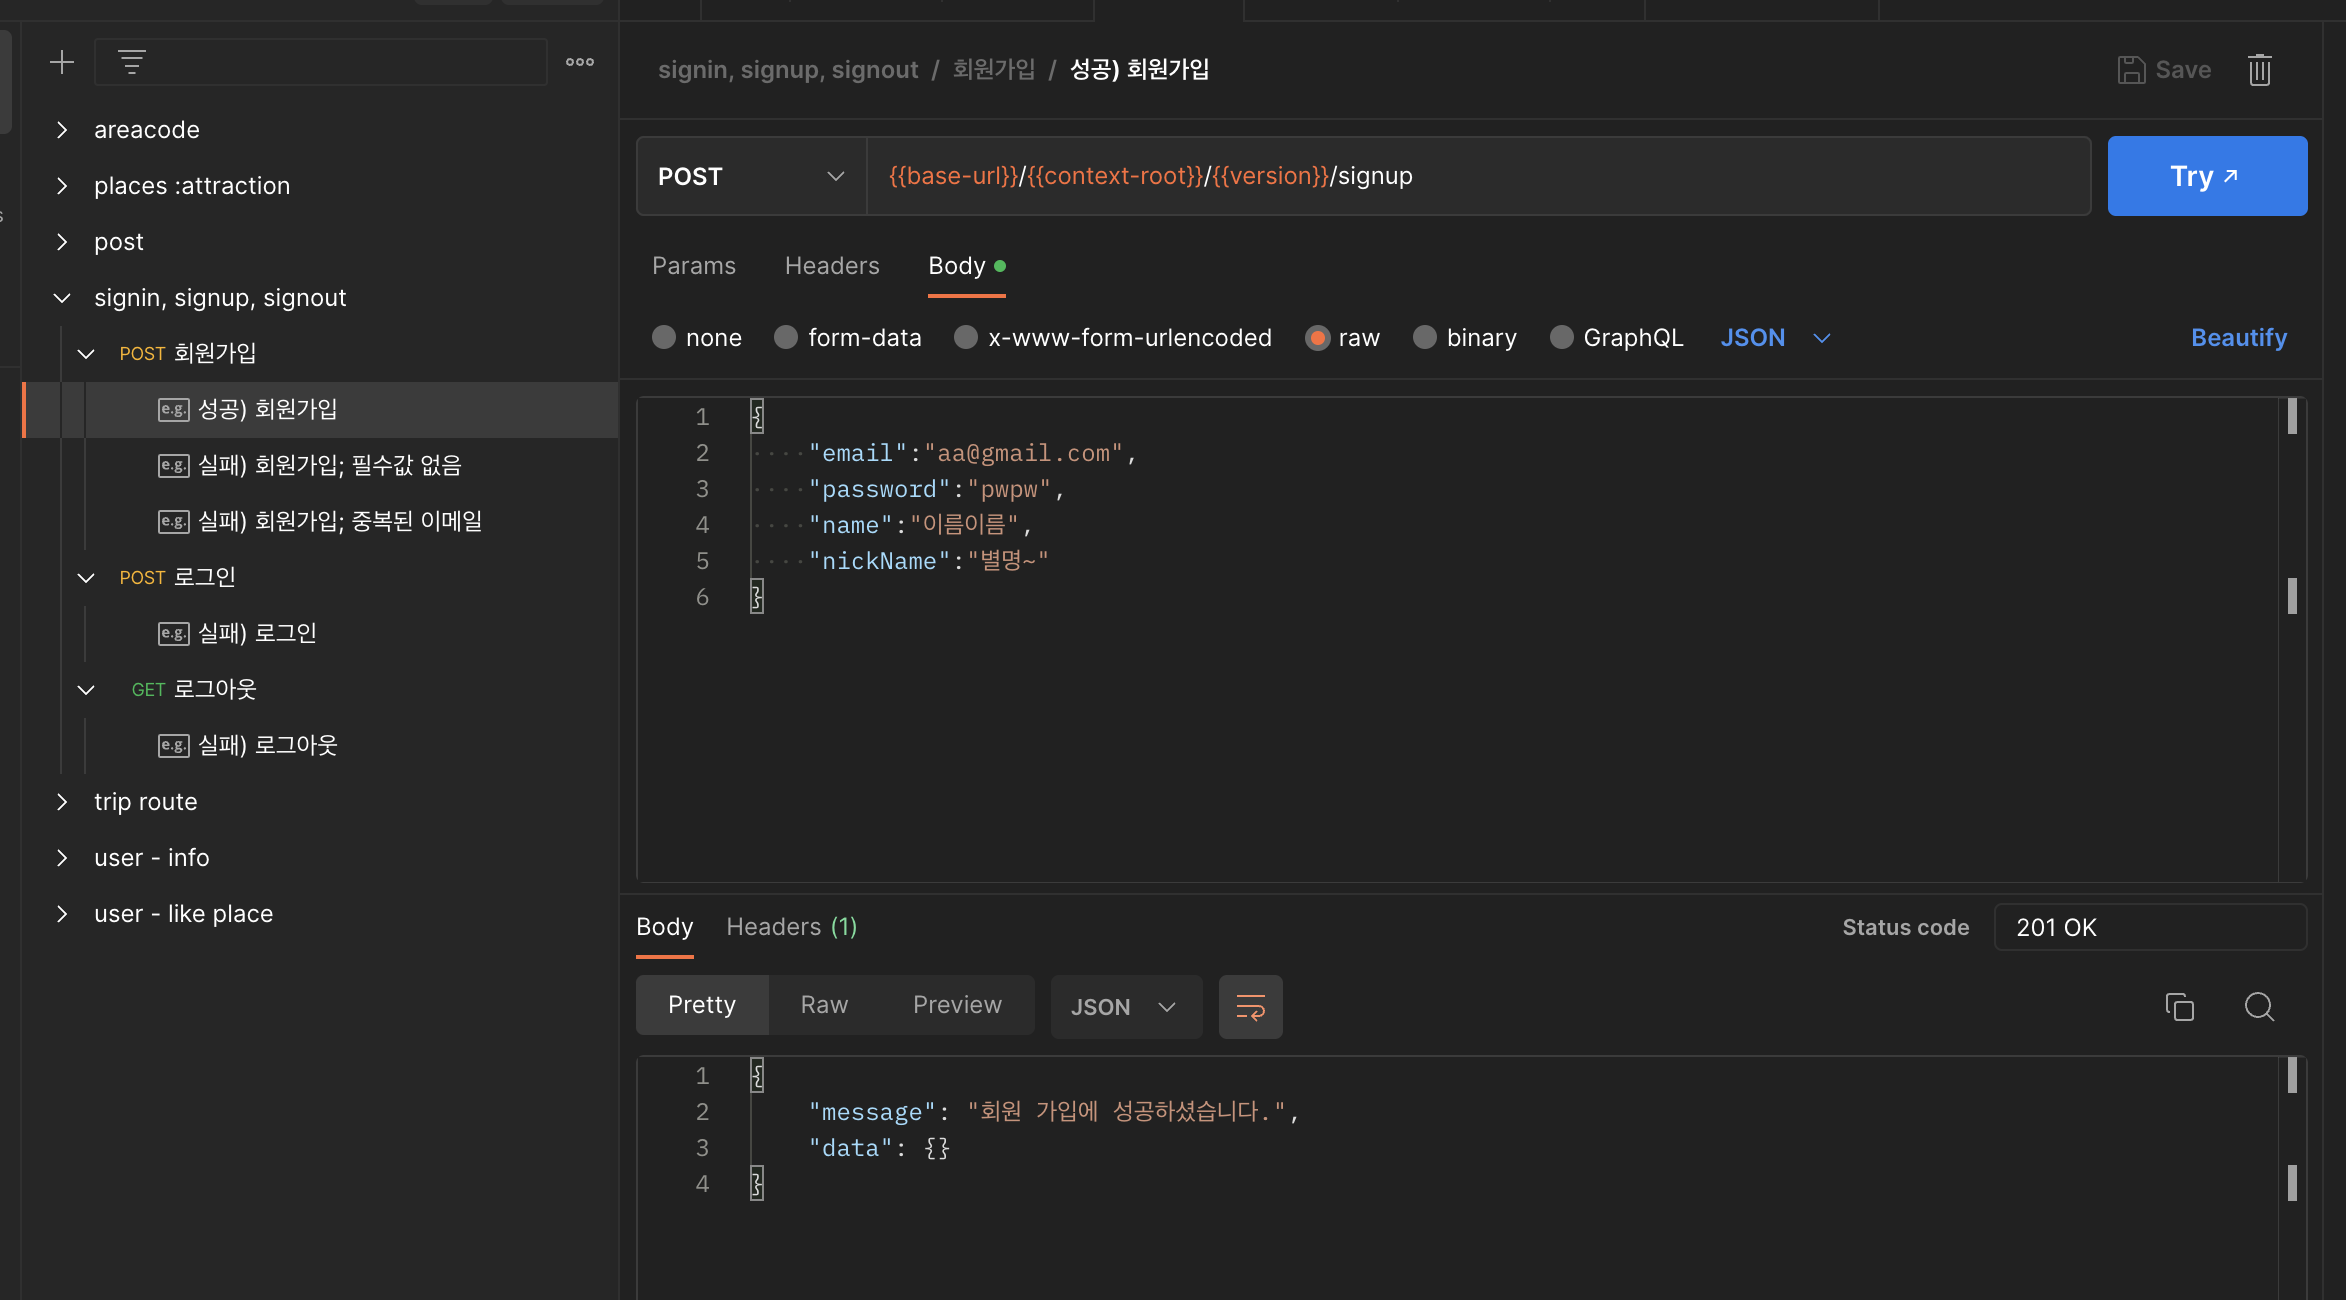 areacode
places :attraction
post
signin, signup, signout
POST 회원가입
e.g. 성공) 회원가입
e.g. 실패) 회원가입; 필수값 없음
e.g. 실패) 회원가입; 중복된 이메일
POST 로그인
e.g. 실패) 로그인
GET 로그아웃
e.g. 실패) 로그아웃
trip route
user - info
user - like place
s
signin, signup, signout / 회원가입 / 성공) 회원가입
Save
POST
{{base-url}}/{{context-root}}/{{version}}/signup
Try ↗
Params Headers Body
none form-data x-www-form-urlencoded raw binary GraphQL JSON Beautify
1 {
2 ····"email":"aa@gmail.com",
3 ····"password":"pwpw",
4 ····"name":"이름이름",
5 ····"nickName":"별명~"
6 }
Body Headers (1) Status code 201 OK
Pretty Raw Preview JSON
1 {
2 "message": "회원 가입에 성공하셨습니다.",
3 "data": {}
4 }